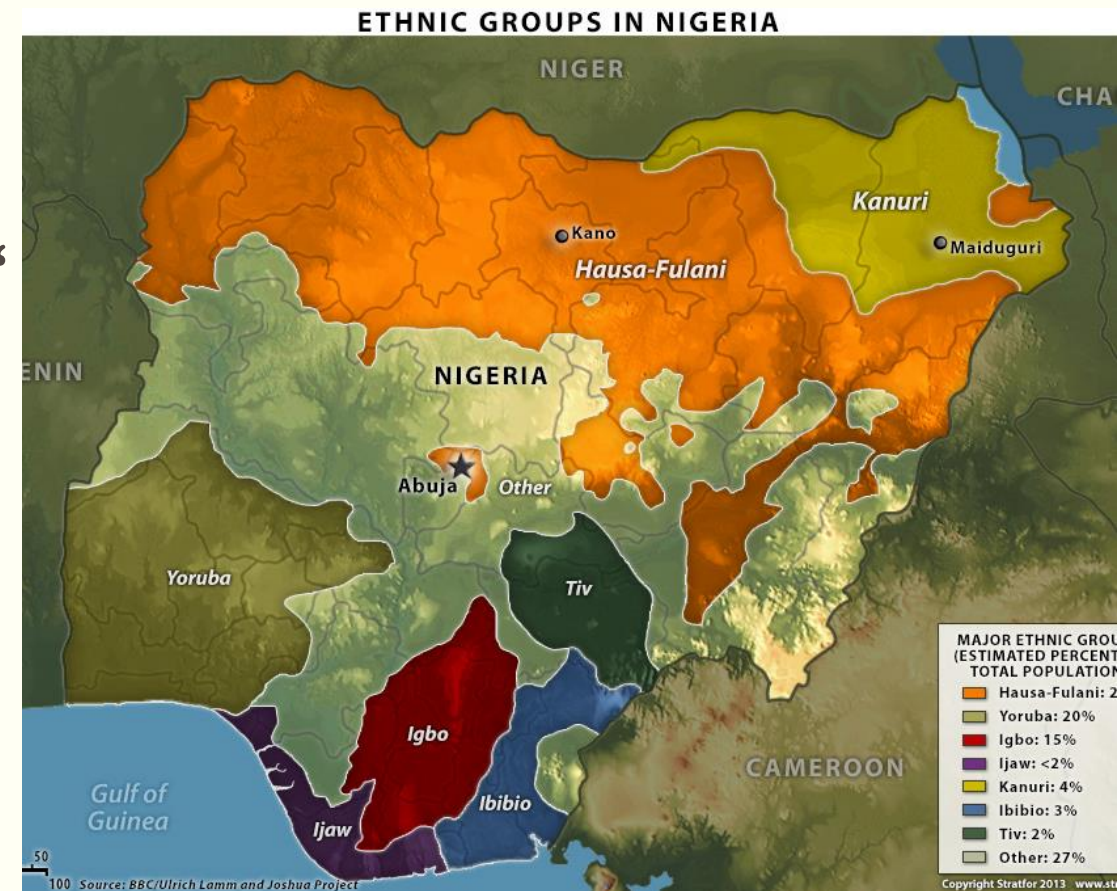 ETHNIC GROUPS IN NIGERIA
NIGER
CHA
Kanuri
Kano
Maiduguri
Hausa-Fulani
ENIN
NIGERIA
Abuja
Other
Yoruba
Tiv
MAJOR ETHNIC GROU
(ESTIMATED PERCENT
TOTAL POPULATION
Hausa-Fulani: 2
Yoruba: 20%
Igbo: 15%
Ijaw: <2%
Kanuri: 4%
Ibibio: 3%
Tiv: 2%
Other: 27%
Igbo
CAMEROON
Gulf of
Guinea
Ibibio
Ijaw
50
100
Source: BBC/Ulrich Lamm and Joshua Project
Copyright Stratfor 2013 www.st